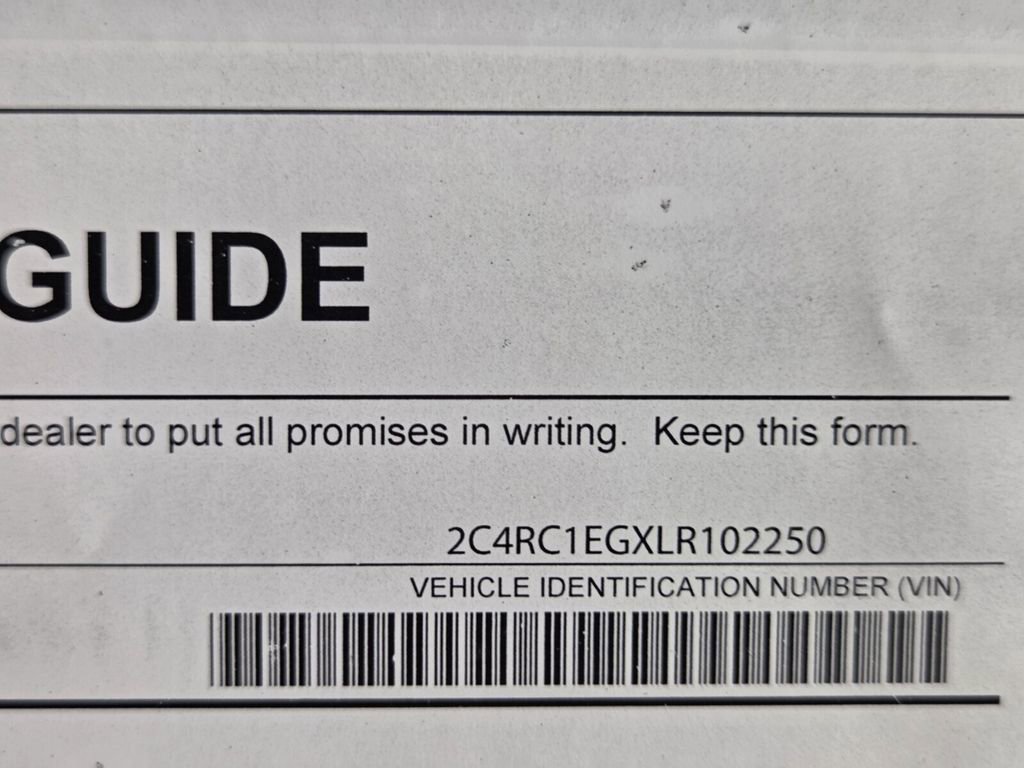 GUIDE
dealer to put all promises in writing. Keep this form.
2C4RC1EGXLR102250
VEHICLE IDENTIFICATION NUMBER (VIN)